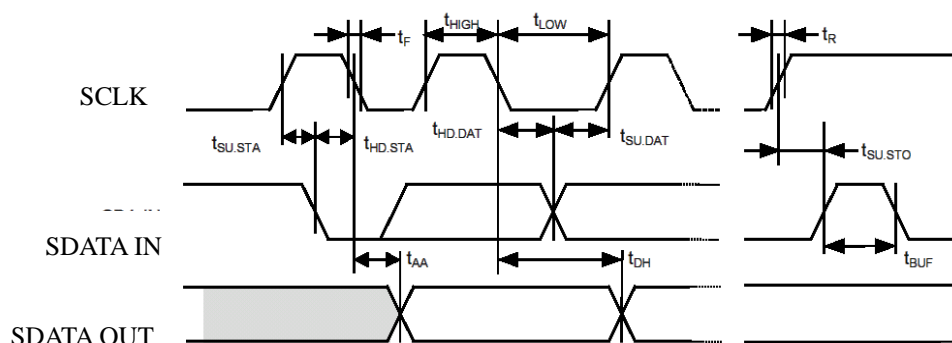 tHIGH tLOW
tF tR
SCLK
tSU.STA tHD.STA tHD.DAT tSU.DAT
tSU.STO
SDATA IN
tAA tDH tBUF
SDATA OUT